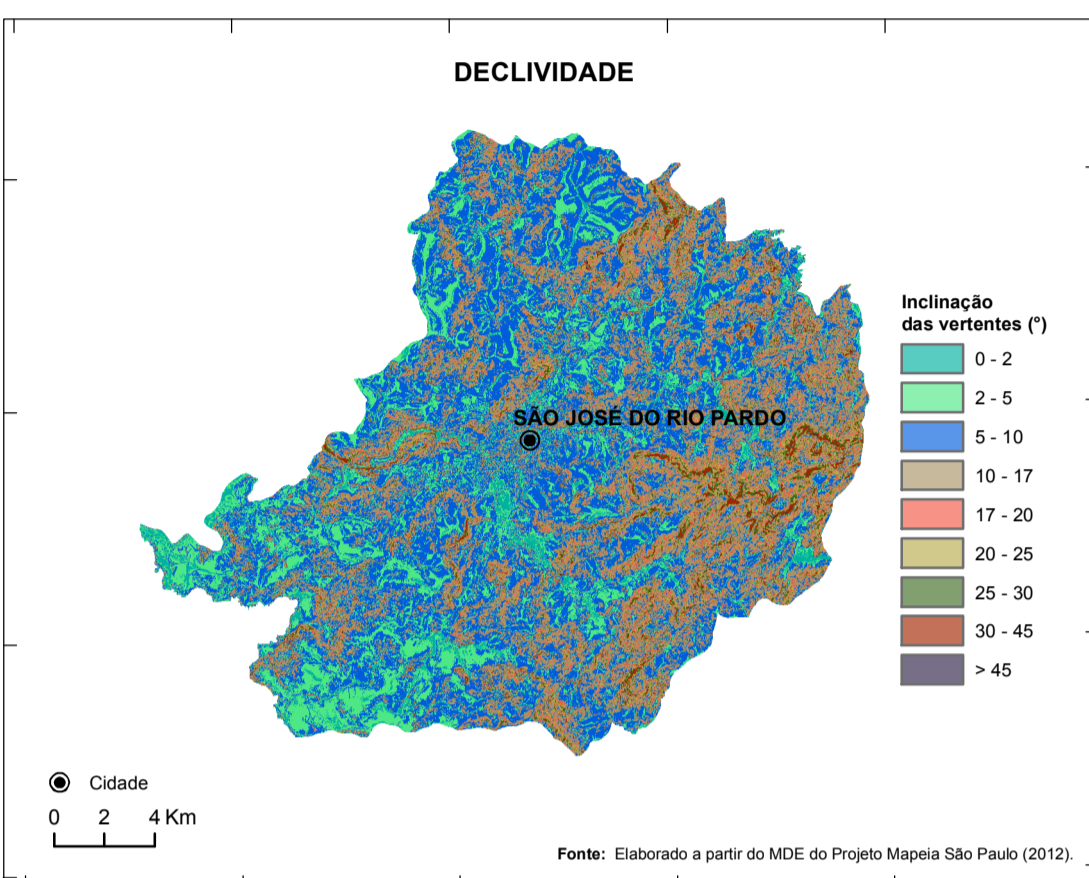 DECLIVIDADE
SÃO JOSÉ DO RIO PARDO
Inclinação
das vertentes (°)
0 - 2
2 - 5
5 - 10
10 - 17
17 - 20
20 - 25
25 - 30
30 - 45
> 45
Cidade
0 2 4 Km
Fonte: Elaborado a partir do MDE do Projeto Mapeia São Paulo (2012).